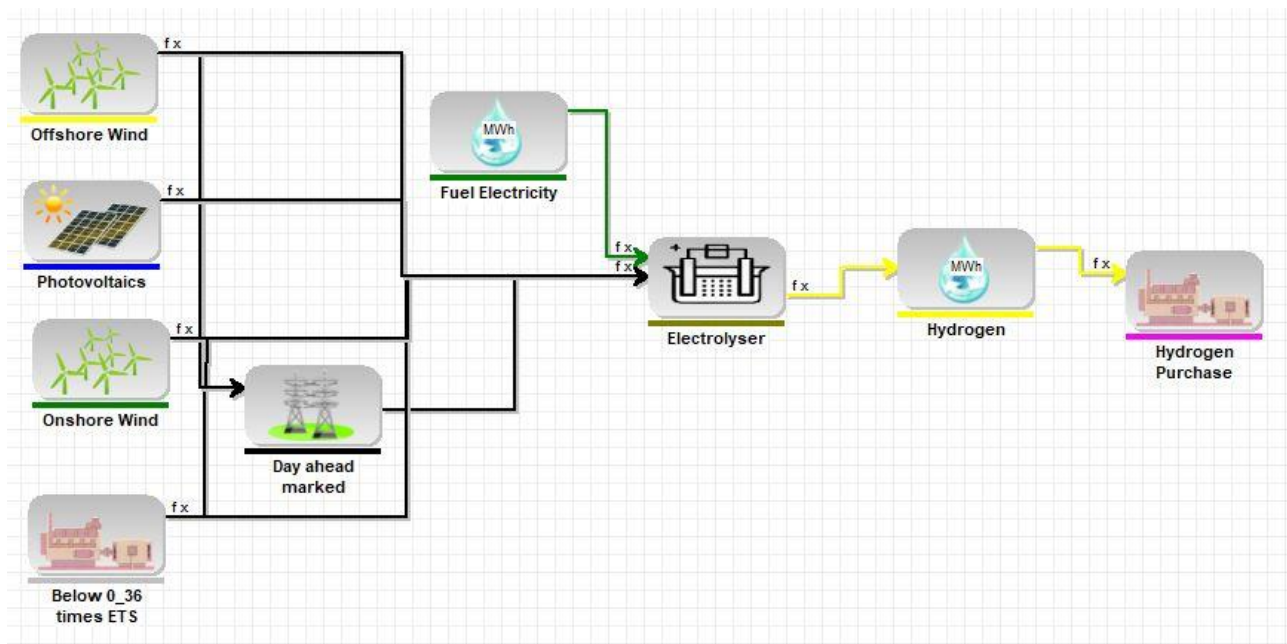 f x
Offshore Wind
MWh
Fuel Electricity
f x
Photovoltaics
f x
f x
Electrolyser
f x
MWh
Hydrogen
f x
Hydrogen
Purchase
f x
Onshore Wind
Day ahead
marked
f x
Below 0_36
times ETS